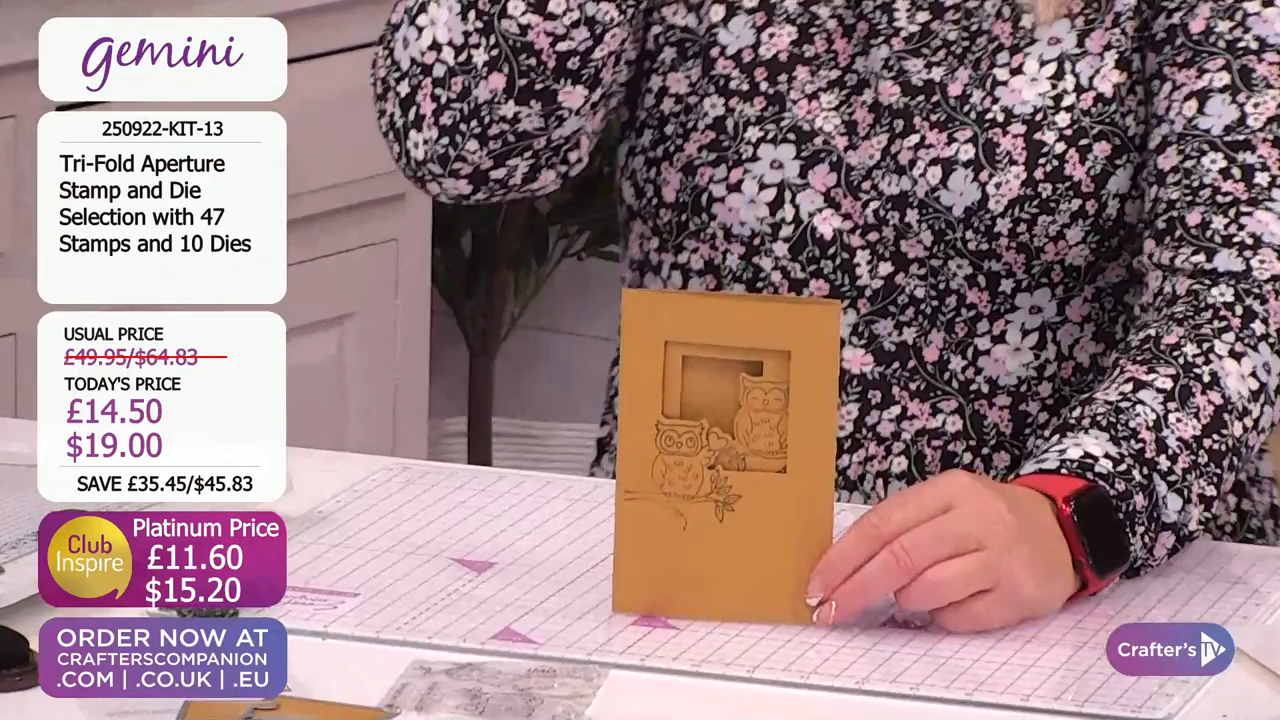 gemini
250922-KIT-13
Tri-Fold Aperture
Stamp and Die
Selection with 47
Stamps and 10 Dies
USUAL PRICE
£49.95/$64.83
TODAY'S PRICE
£14.50
$19.00
SAVE £35.45/$45.83
Club
Inspire
Platinum Price
£11.60
$15.20
ORDER NOW AT
CRAFTERSCOMPANION
.COM | .CO.UK | .EU
Crafter's TV